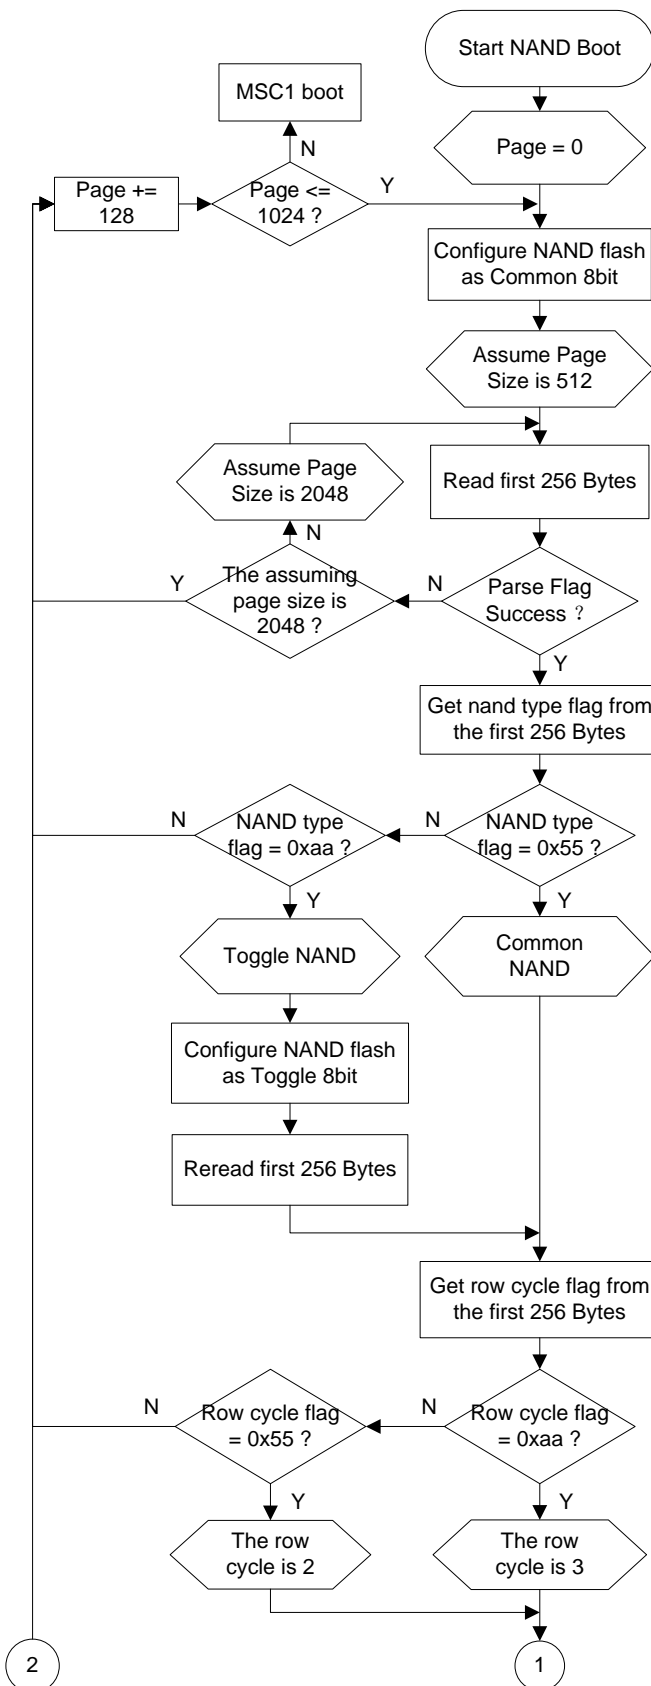 Start NAND Boot
MSC1 boot
Page = 0
N
Page +=
128
Page <=
1024 ?
Y
Configure NAND flash
as Common 8bit
Assume Page
Size is 512
Assume Page
Size is 2048
Read first 256 Bytes
N
Y
The assuming
page size is
2048 ?
N
Parse Flag
Success ?
Y
Get nand type flag from
the first 256 Bytes
N
NAND type
flag = 0xaa ?
N
NAND type
flag = 0x55 ?
Y
Y
Toggle NAND
Common
NAND
Configure NAND flash
as Toggle 8bit
Reread first 256 Bytes
Get row cycle flag from
the first 256 Bytes
N
Row cycle flag
= 0x55 ?
N
Row cycle flag
= 0xaa ?
Y
Y
The row
cycle is 2
The row
cycle is 3
2
1